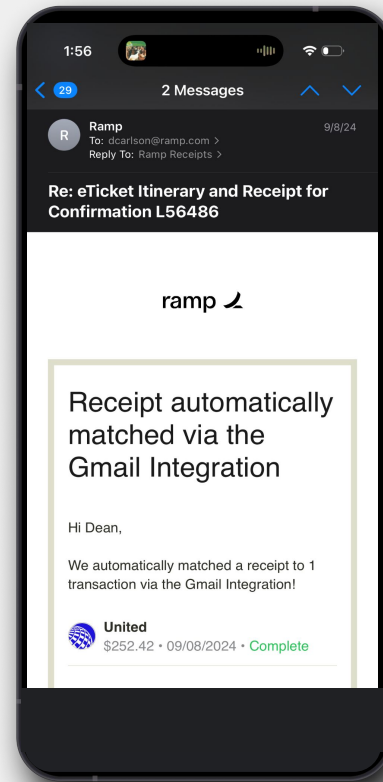 1:56
29
2 Messages
R
Ramp
9/8/24
To: dcarlson@ramp.com >
Reply To: Ramp Receipts >
Re: eTicket Itinerary and Receipt for
Confirmation L56486
ramp
Receipt automatically
matched via the
Gmail Integration
Hi Dean,
We automatically matched a receipt to 1
transaction via the Gmail Integration!
United
$252.42 • 09/08/2024 • Complete